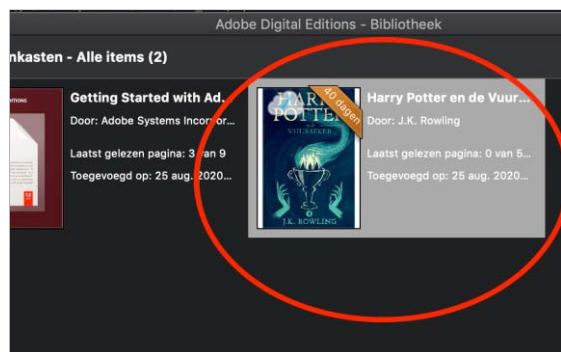 Adobe Digital Editions - Bibliotheek
nkasten - Alle items (2)
Getting Started with Ad...
Door: Adobe Systems Incorpor...
Laatst gelezen pagina: 3 van 9
Toegevoegd op: 25 aug. 2020...
40 dagen
HARRY
POTTER
VUURBEKER
J.K. ROWLING
Harry Potter en de Vuur...
Door: J.K. Rowling
Laatst gelezen pagina: 0 van 5...
Toegevoegd op: 25 aug. 2020...